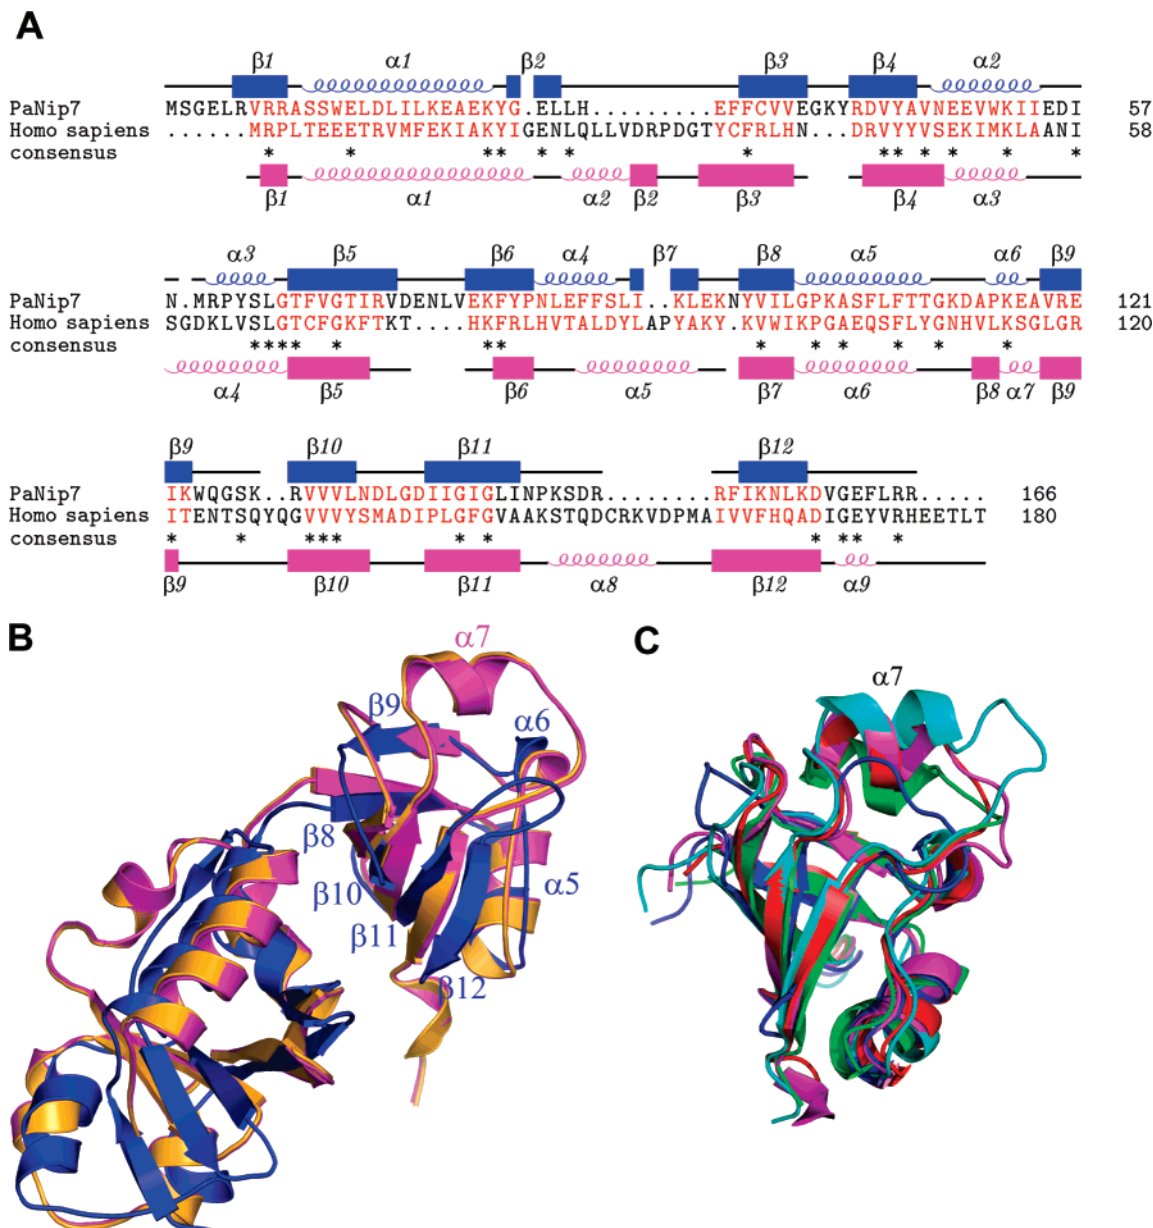 A
β1 α1 β2 β3 β4 α2
PaNip7 MSGELRVRRASSWELDLILKEAEKYG.ELLH.........EFFCVVEGKYRDVYAVNEEVWKIIEDI 57
Homo sapiens ......MRPLTEEETRVMFEKIAKYIGENLQLLVDRPDGTYCFRLHN...DRVYYVSEKIMKLAANI 58
consensus * * ** * * * ** * * * *
β1 α1 α2 β2 β3 β4 α3
α3 β5 β6 α4 β7 β8 α5 α6 β9
PaNip7 N.MRPYSLGTFVGTIRVDENLVEKFYPNLEFFSLI..KLEKNYVILGPKASFLFTTGKDAPKEAVRE 121
Homo sapiens SGDKLVSLGTCFGKFTKT....HKFRLHVTALDYLAPYAKY.KVWIKPGAEQSFLYGNHVLKSGLGR 120
consensus **** * ** * * * * * *
α4 β5 β6 α5 β7 α6 β8 α7 β9
β9 β10 β11 β12
PaNip7 IKWQGSK..RVVVLNDLGDIIGIGLINPKSDR........RFIKNLKDVGEFLRR..... 166
Homo sapiens ITENTSQYQGVVVYSMADIPLGFGVAAKSTQDCRKVDPMAIVVFHQADIGEYVRHEETLT 180
consensus * * *** * * * ** *
β9 β10 β11 α8 β12 α9
B
α7
β9
α6
β8
β10
α5
β11
β12
C
α7